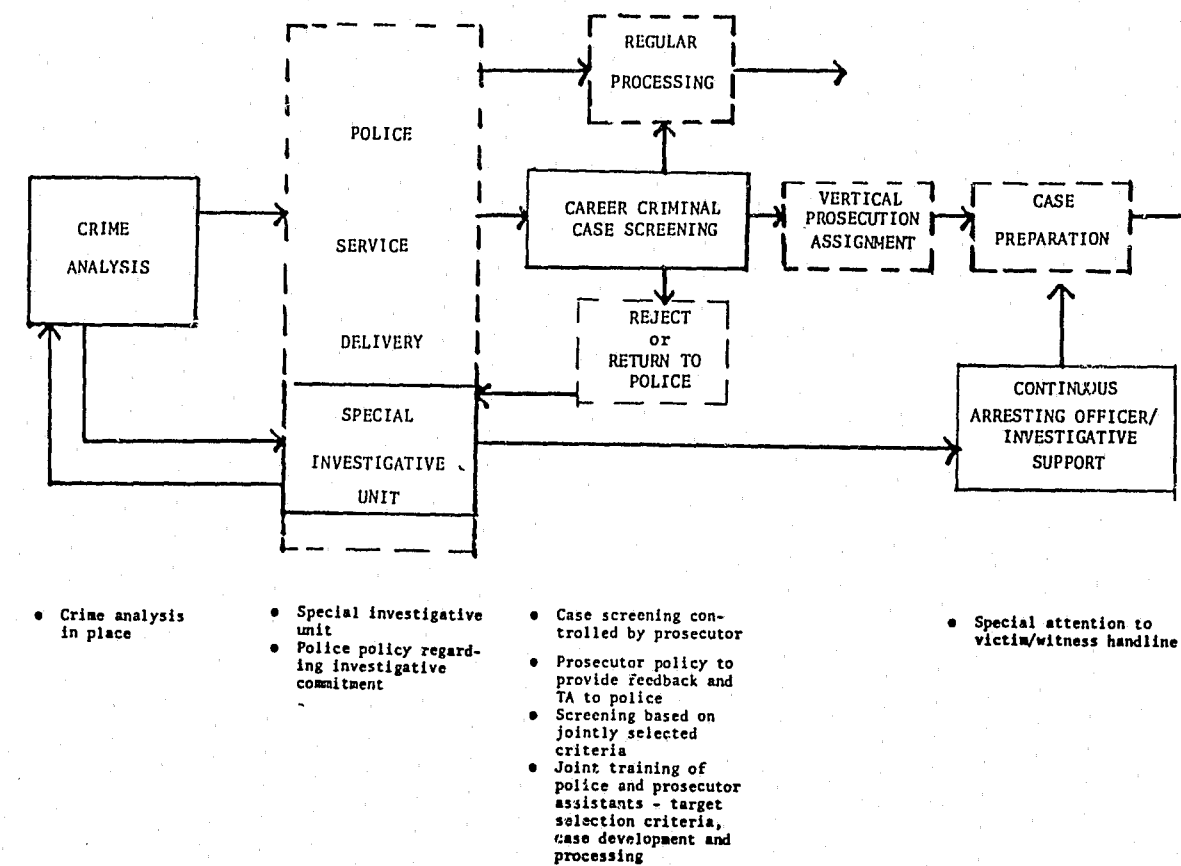 REGULAR
PROCESSING
POLICE
SERVICE
DELIVERY
CRIME
ANALYSIS
CAREER CRIMINAL
CASE SCREENING
VERTICAL
PROSECUTION
ASSIGNMENT
CASE
PREPARATION
REJECT
or
RETURN TO
POLICE
SPECIAL
INVESTIGATIVE
UNIT
CONTINUOUS
ARRESTING OFFICER/
INVESTIGATIVE
SUPPORT
• Crime analysis
in place
• Special investigative
unit
• Police policy regard-
ing investigative
commitment
• Case screening con-
trolled by prosecutor
• Prosecutor policy to
provide feedback and
TA to police
• Screening based on
jointly selected
criteria
• Joint training of
police and prosecutor
assistants - target
selection criteria,
case development and
processing
• Special attention to
victim/witness handline